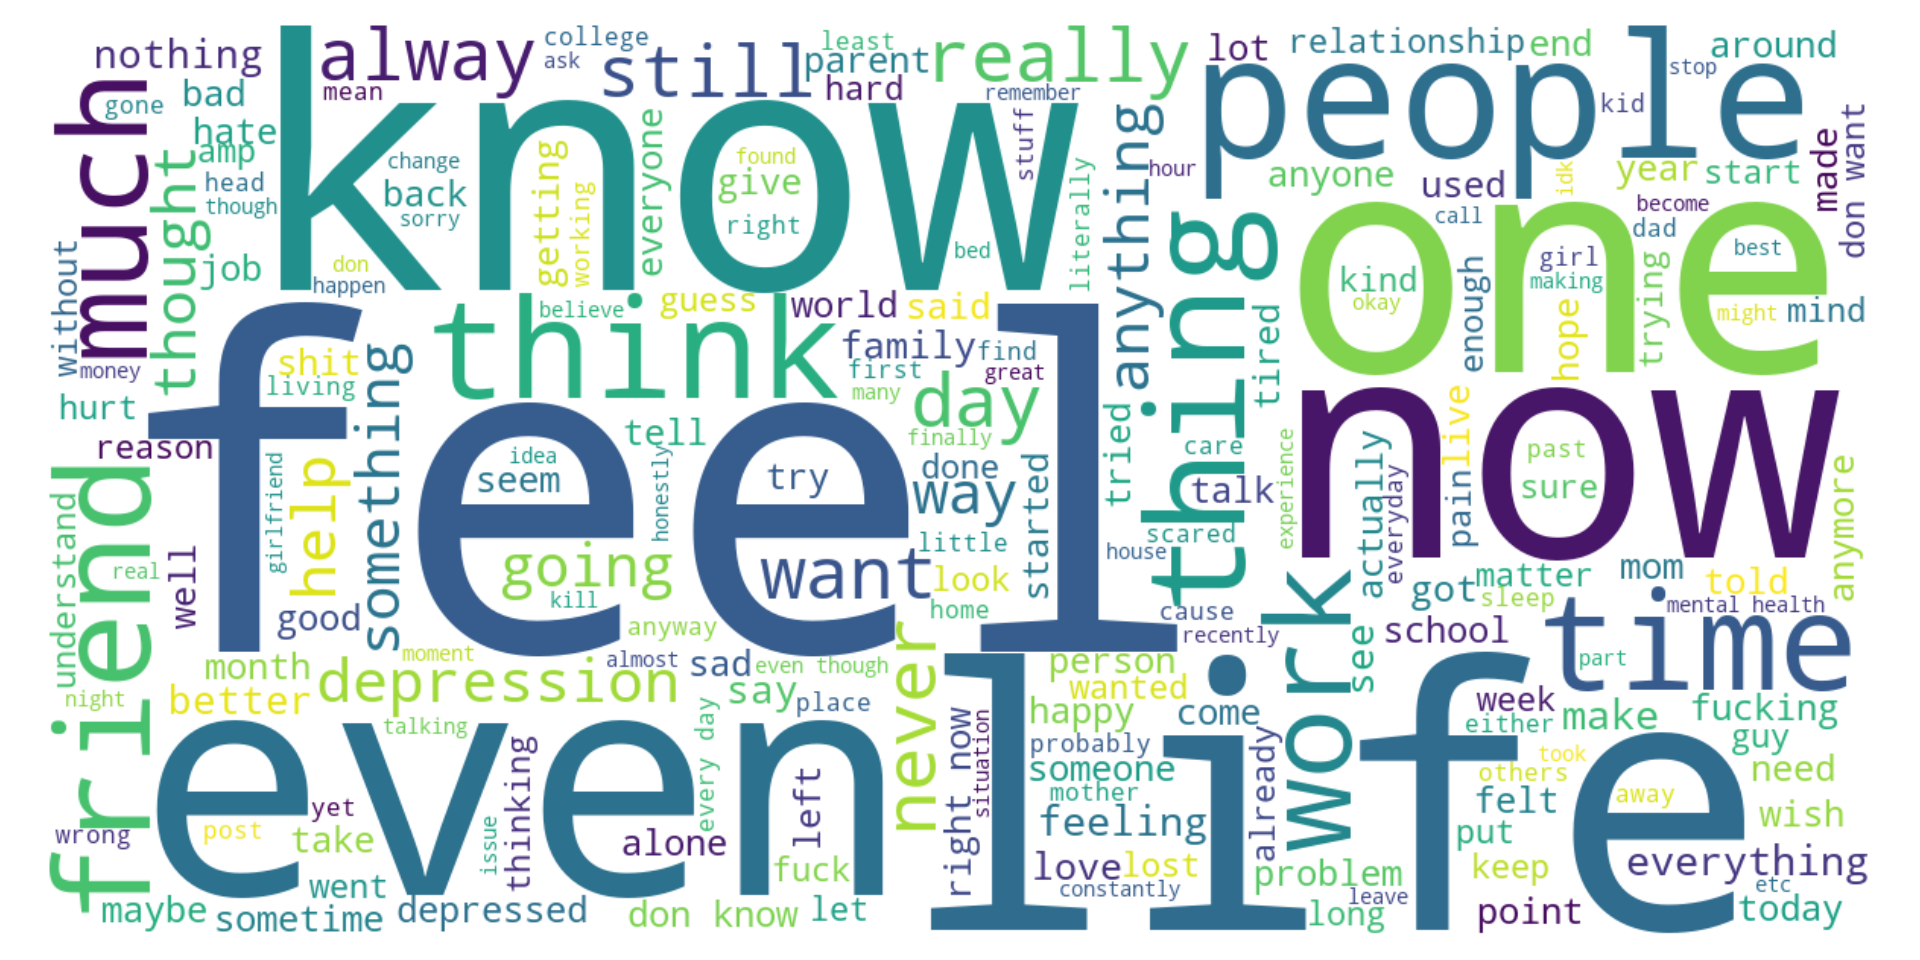 nothing
alway
college
ask
still
least
parent
really
lot
relationship
end
around
stop
gone
bad
mean
hard
remember
people
kid
much
hate
amp
know
everyone
stuff
anything
hour
anyone
used
idk
year
start
made
don want
head
though
thought
change
back
sorry
getting
working
found
give
right
bed
literally
thing
one
call
become
dad
best
without
job
don
happen
believe
guess
world
said
tired
kind
okay
enough
girl
making
hope
trying
might
mind
money
shit
living
something
think
family
find
first
great
many
day
hurt
reason
feel
tell
finally
tried
care
now
past
sure
friend
understand
girlfriend
help
idea
seem
honestly
try
done
way
started
talk
experience
actually
everyday
pain
live
anymore
real
well
good
going
kill
want
little
look
home
scared
house
cause
recently
work
see
got
matter
sleep
mom
told
mental health
school
time
part
anyway
month
moment
depression
almost
sad
even though
never
person
wanted
night
better
say
place
happy
come
week
either
make
fucking
guy
talking
even
every day
life
probably
someone
mother
already
took
others
need
yet
thinking
left
right now
situation
feeling
felt
away
wish
wrong
post
take
issue
alone
fuck
love
lost
constantly
problem
put
keep
everything
maybe
went
sometime
depressed
don know
let
long
leave
point
etc
today